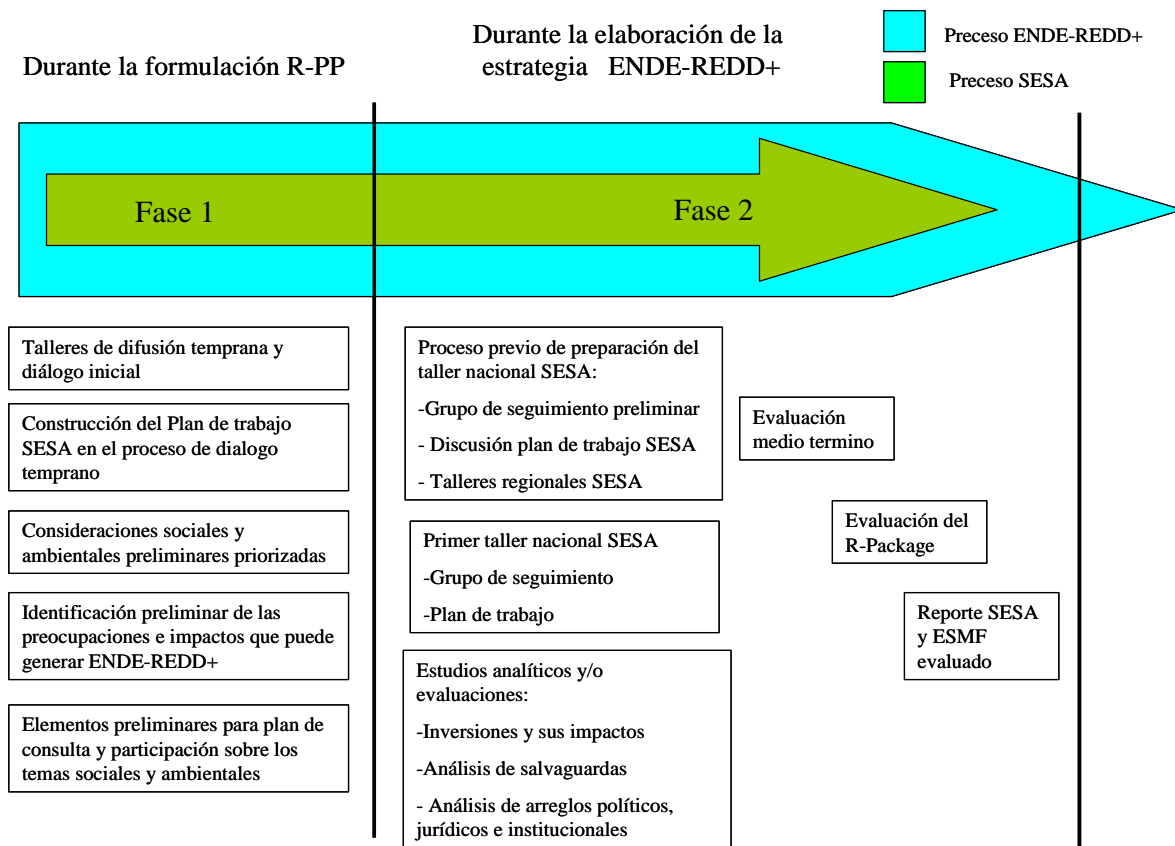 Durante la formulación R-PP
Durante la elaboración de la
estrategia ENDE-REDD+
Preceso ENDE-REDD+
Preceso SESA
Fase 1
Fase 2
Talleres de difusión temprana y
diálogo inicial
Construcción del Plan de trabajo
SESA en el proceso de dialogo
temprano
Consideraciones sociales y
ambientales preliminares priorizadas
Identificación preliminar de las
preocupaciones e impactos que puede
generar ENDE-REDD+
Elementos preliminares para plan de
consulta y participación sobre los
temas sociales y ambientales
Proceso previo de preparación del
taller nacional SESA:
-Grupo de seguimiento preliminar
- Discusión plan de trabajo SESA
- Talleres regionales SESA
Primer taller nacional SESA
-Grupo de seguimiento
-Plan de trabajo
Estudios analíticos y/o
evaluaciones:
-Inversiones y sus impactos
-Análisis de salvaguardas
- Análisis de arreglos políticos,
jurídicos e institucionales
Evaluación
medio termino
Evaluación del
R-Package
Reporte SESA
y ESMF
evaluado